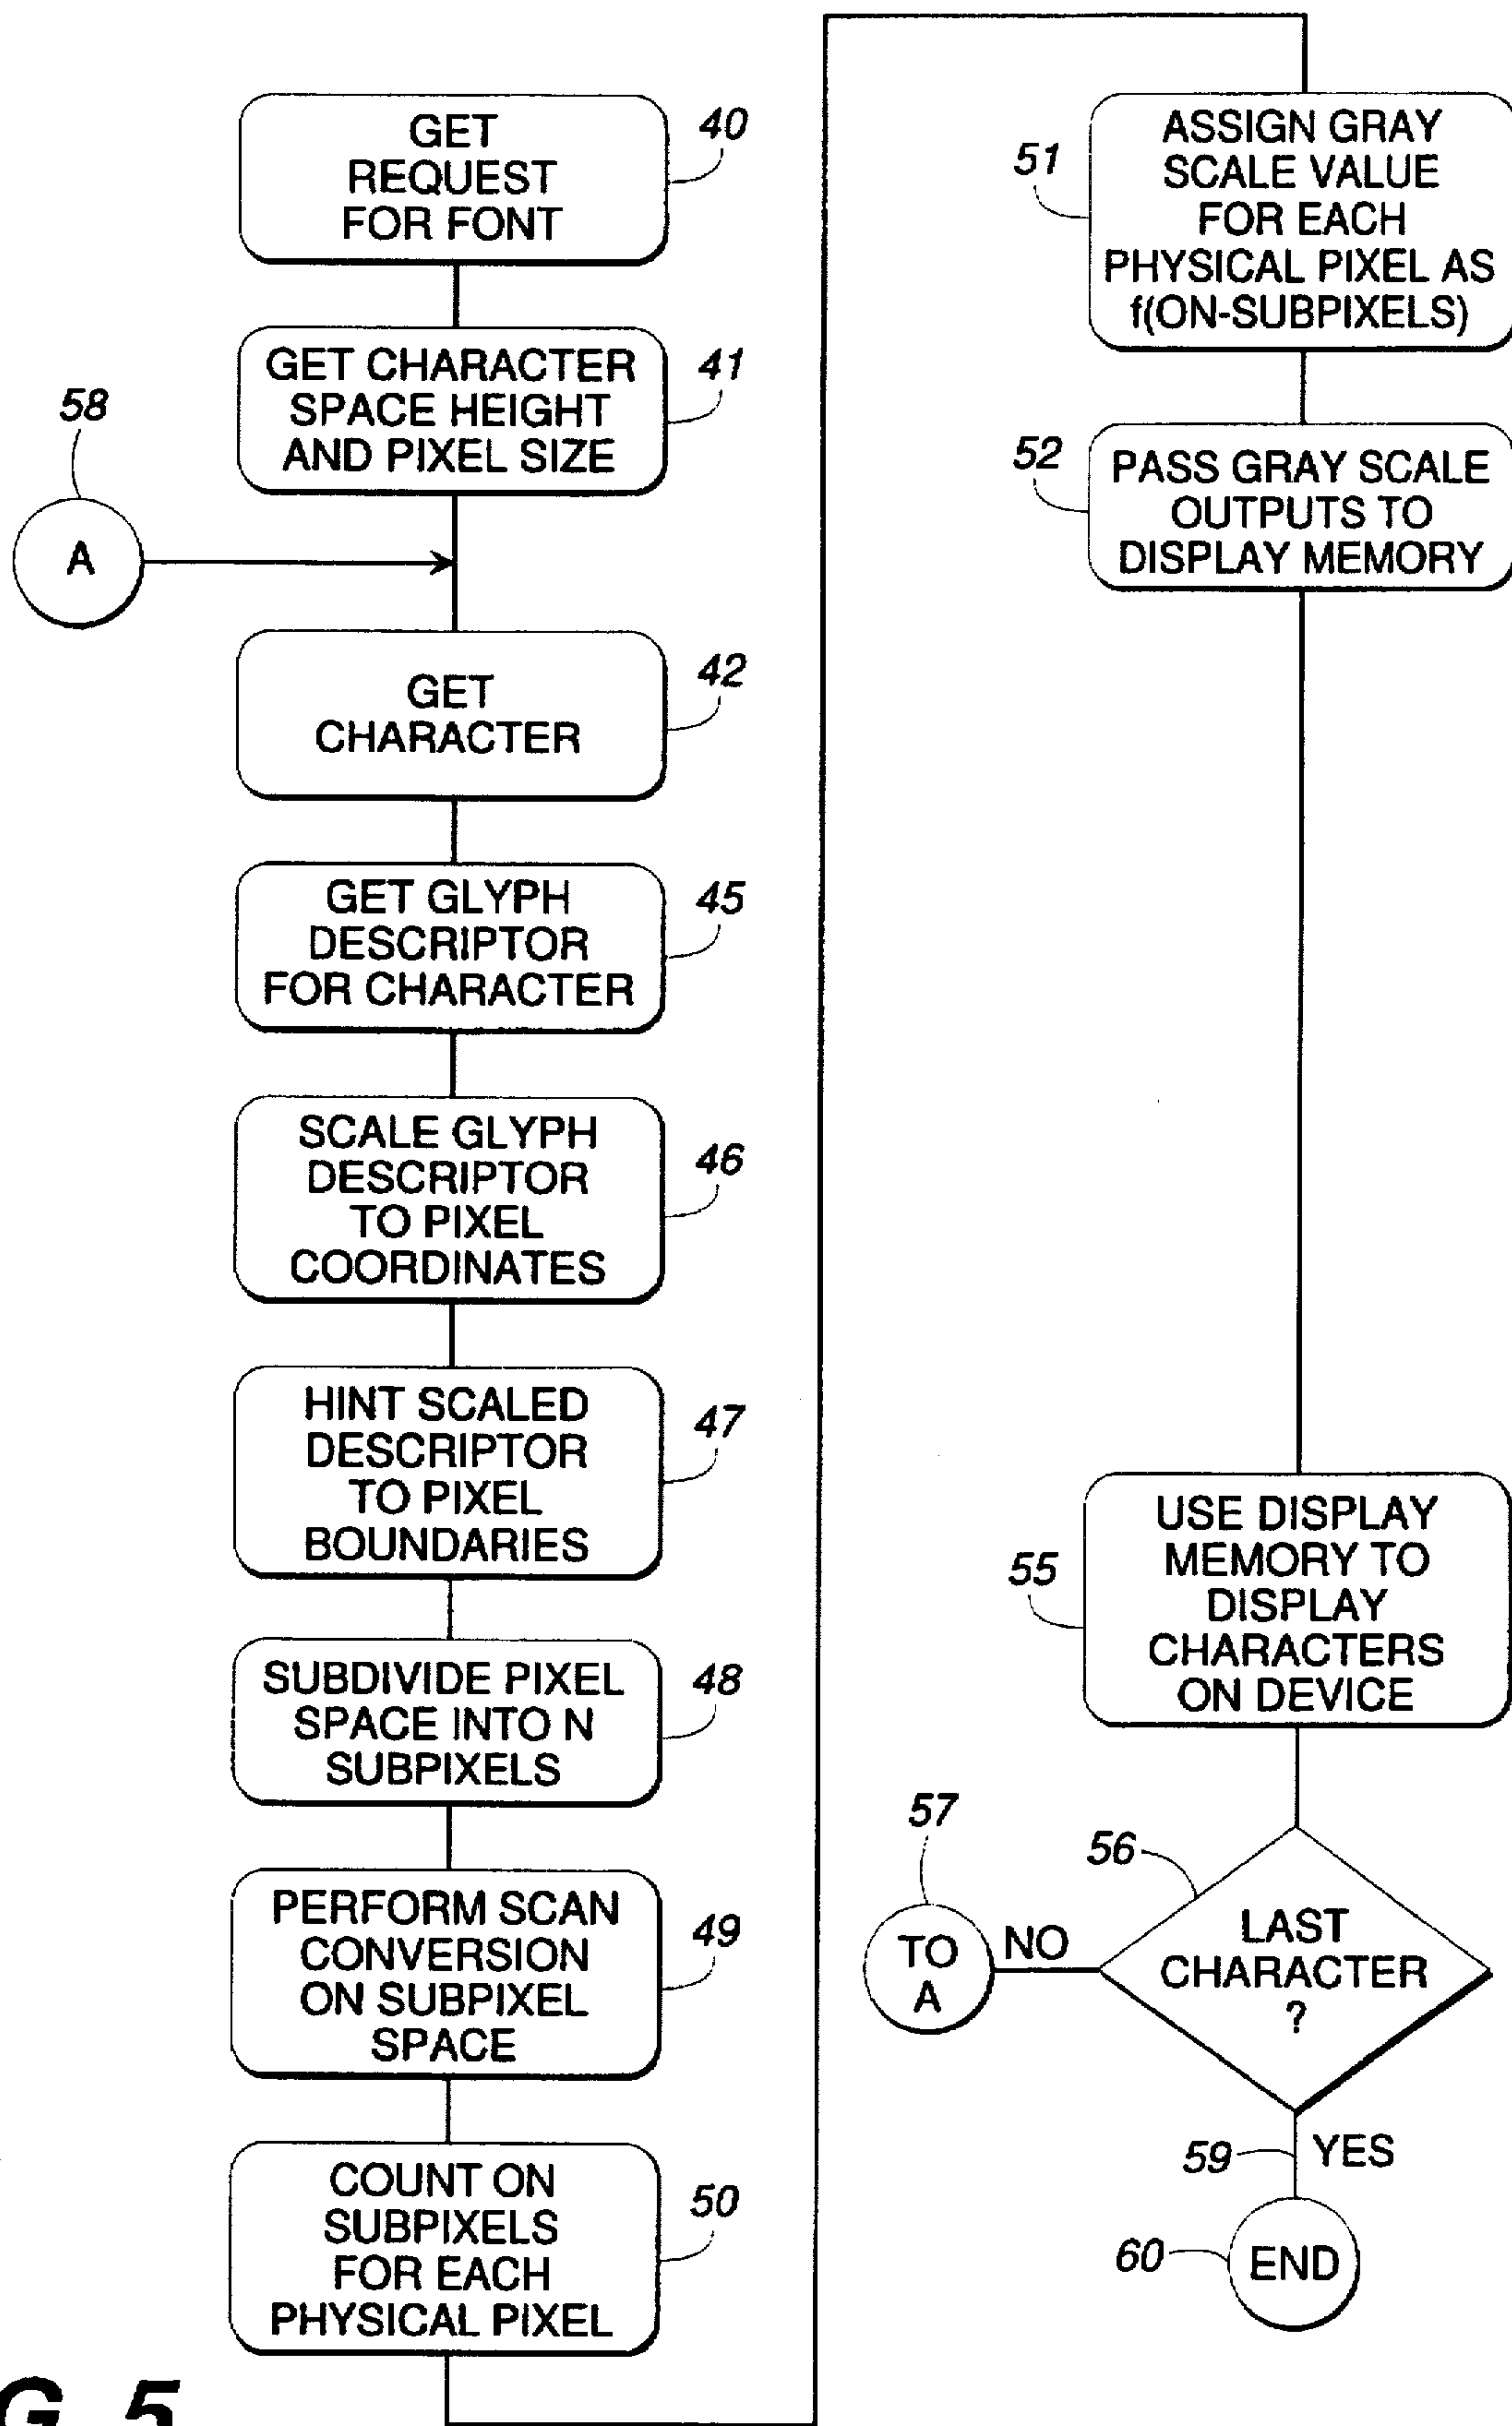 GET
REQUEST
FOR FONT
40
GET CHARACTER
SPACE HEIGHT
AND PIXEL SIZE
41
58
A
GET
CHARACTER
42
GET GLYPH
DESCRIPTOR
FOR CHARACTER
45
SCALE GLYPH
DESCRIPTOR
TO PIXEL
COORDINATES
46
HINT SCALED
DESCRIPTOR
TO PIXEL
BOUNDARIES
47
SUBDIVIDE PIXEL
SPACE INTO N
SUBPIXELS
48
PERFORM SCAN
CONVERSION
ON SUBPIXEL
SPACE
49
COUNT ON
SUBPIXELS
FOR EACH
PHYSICAL PIXEL
50
51
ASSIGN GRAY
SCALE VALUE
FOR EACH
PHYSICAL PIXEL AS
f(ON-SUBPIXELS)
52
PASS GRAY SCALE
OUTPUTS TO
DISPLAY MEMORY
55
USE DISPLAY
MEMORY TO
DISPLAY
CHARACTERS
ON DEVICE
56
LAST
CHARACTER
?
NO
57
TO
A
59
YES
60
END
G. 5